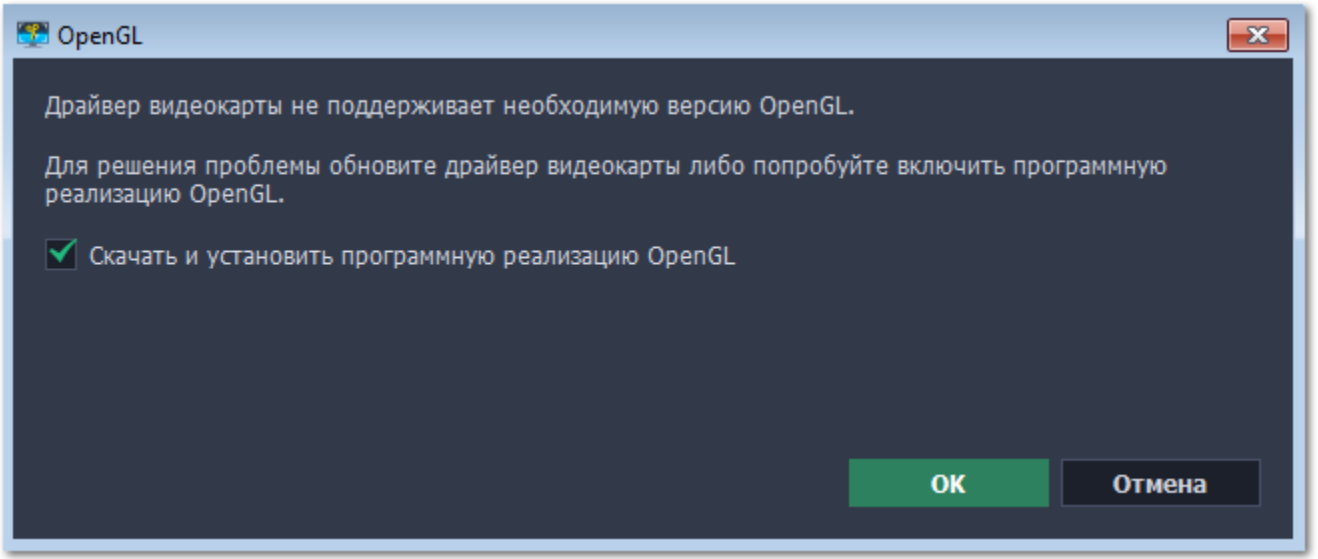 OpenGL
Драйвер видеокарты не поддерживает необходимую версию OpenGL.
Для решения проблемы обновите драйвер видеокарты либо попробуйте включить программную
реализацию OpenGL.
Скачать и установить программную реализацию OpenGL
OK
Отмена